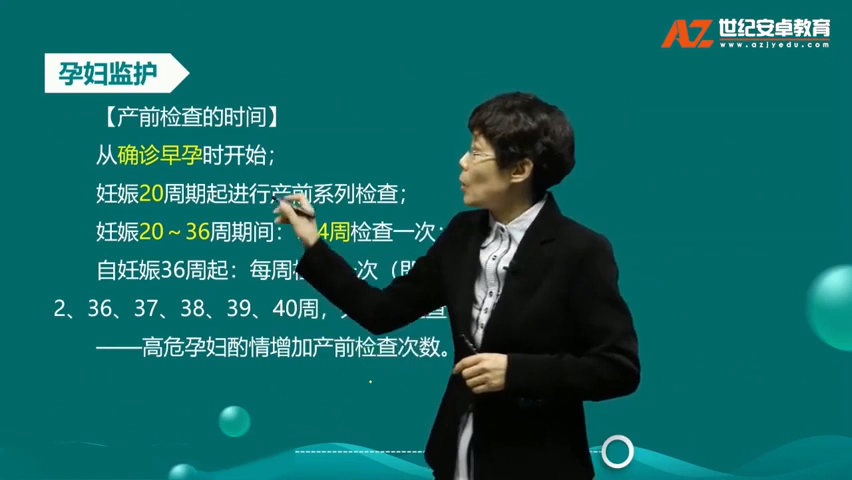 AZ 世纪安卓教育
www.azjyedu.com
孕妇监护
【产前检查的时间】
从确诊早孕时开始；
妊娠20周期起进行产前系列检查；
妊娠20～36周期间： 4周检查一次；
自妊娠36周起：每周 次（即
2、36、37、38、39、40周， 查
——高危孕妇酌情增加产前检查次数。